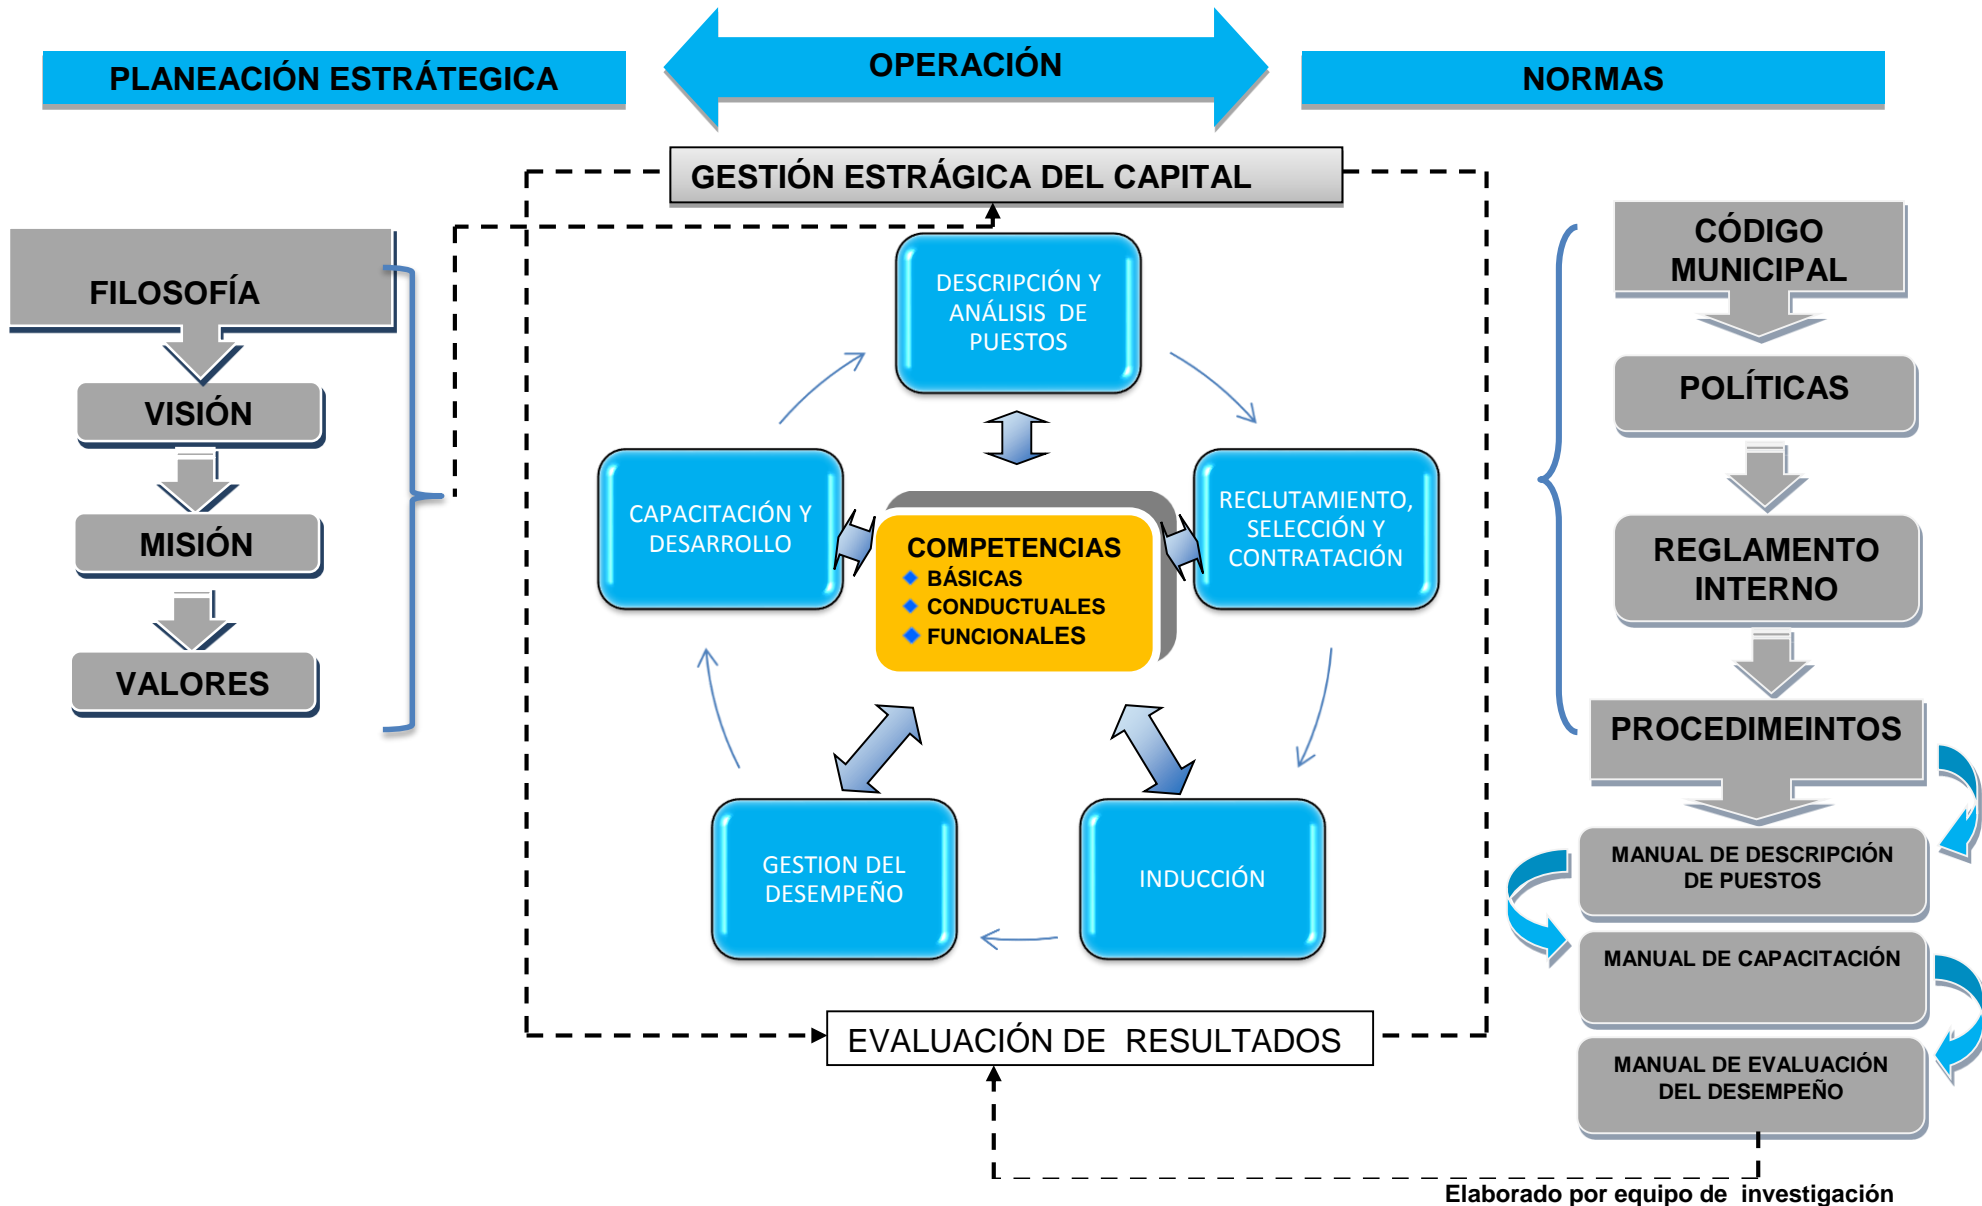 PLANEACIÓN ESTRÁTEGICA
OPERACIÓN
NORMAS
GESTIÓN ESTRÁGICA DEL CAPITAL
FILOSOFÍA
VISIÓN
MISIÓN
VALORES
DESCRIPCIÓN Y
ANÁLISIS DE
PUESTOS
CAPACITACIÓN Y
DESARROLLO
RECLUTAMIENTO,
SELECCIÓN Y
CONTRATACIÓN
COMPETENCIAS
BÁSICAS
CONDUCTUALES
FUNCIONALES
GESTION DEL
DESEMPEÑO
INDUCCIÓN
EVALUACIÓN DE RESULTADOS
CÓDIGO
MUNICIPAL
POLÍTICAS
REGLAMENTO
INTERNO
PROCEDIMEINTOS
MANUAL DE DESCRIPCIÓN
DE PUESTOS
MANUAL DE CAPACITACIÓN
MANUAL DE EVALUACIÓN
DEL DESEMPEÑO
Elaborado por equipo de investigación